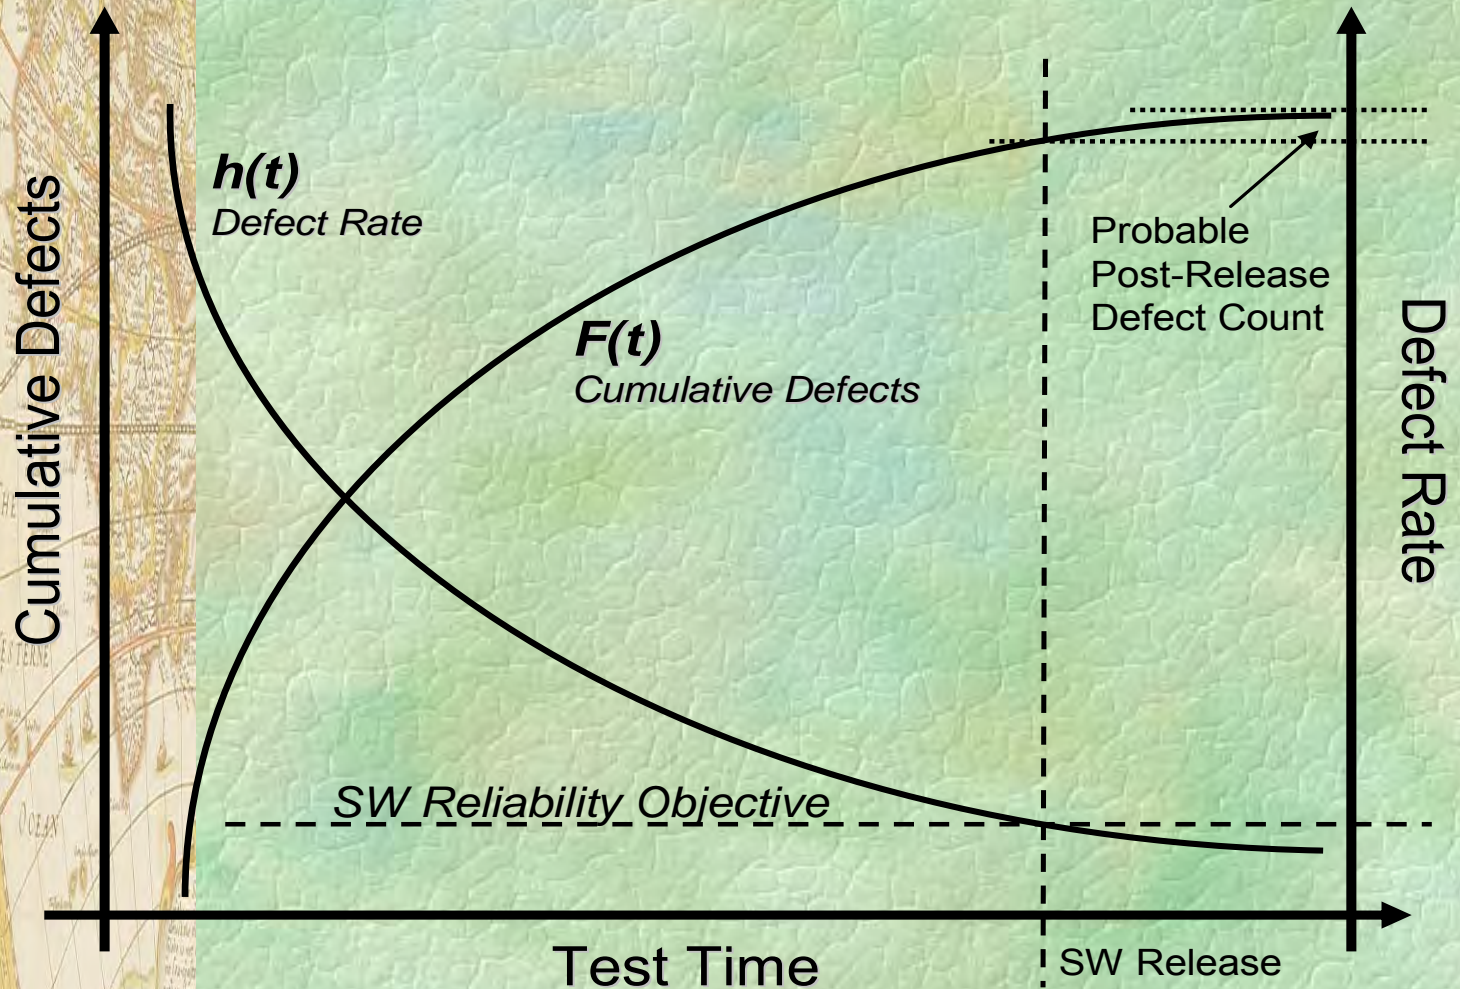 Cumulative Defects
h(t)
Defect Rate
F(t)
Cumulative Defects
Probable
Post-Release
Defect Count
Defect Rate
SW Reliability Objective
Test Time
SW Release
OCEAN